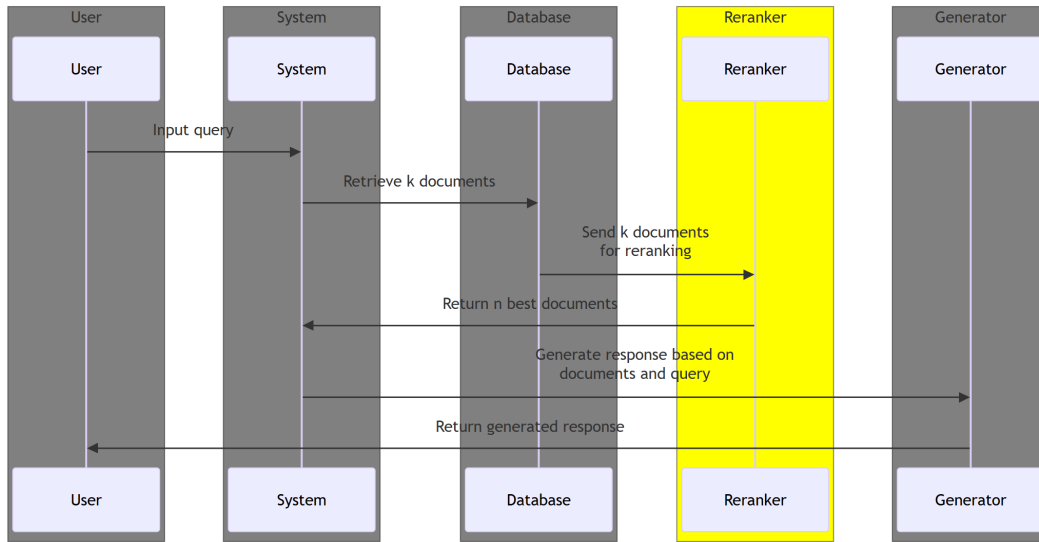 User
System
Database
Reranker
Generator
User
System
Database
Reranker
Generator
Input query
Retrieve k documents
Send k documents
for reranking
Return n best documents
Generate response based on
documents and query
Return generated response
User
System
Database
Reranker
Generator